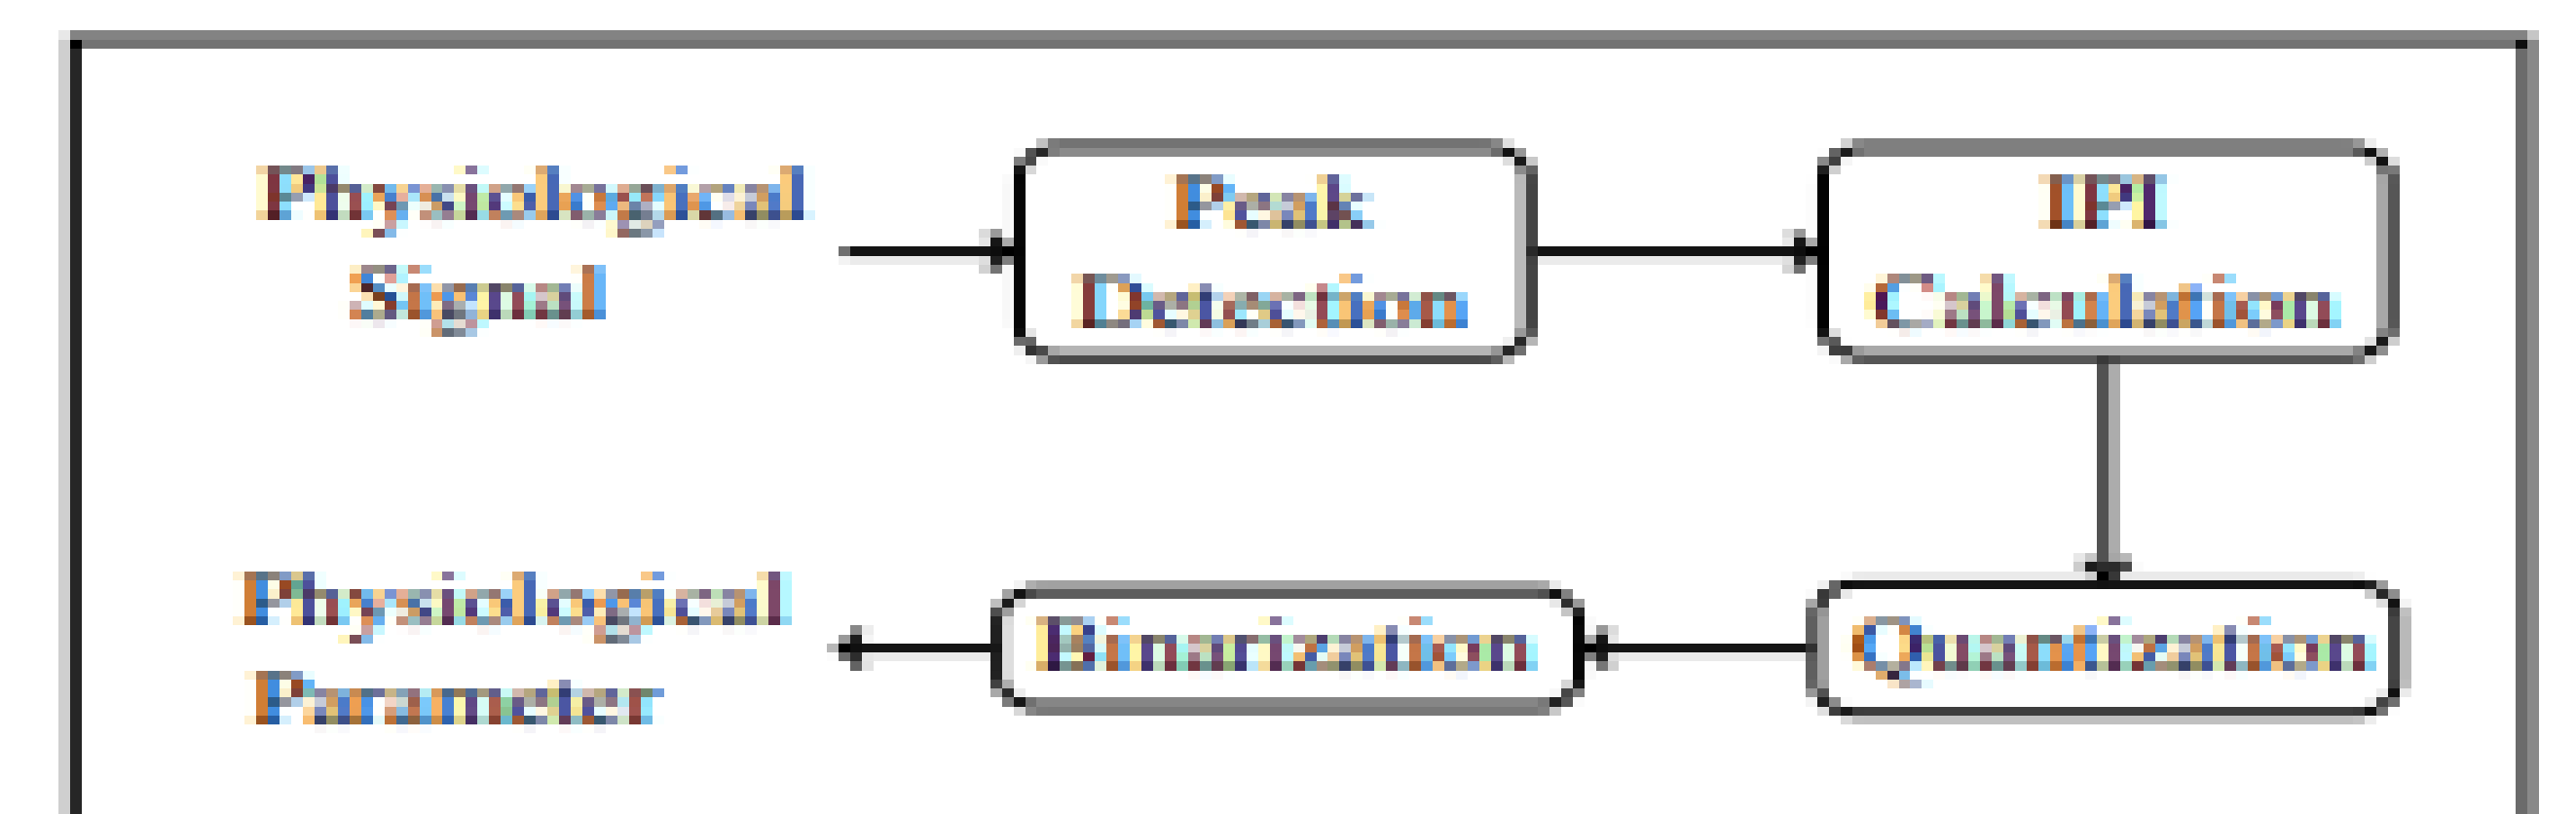 Physiological
Signal
Peak
Detection
IPI
Calculation
Quantization
Binarization
Physiological
Parameter